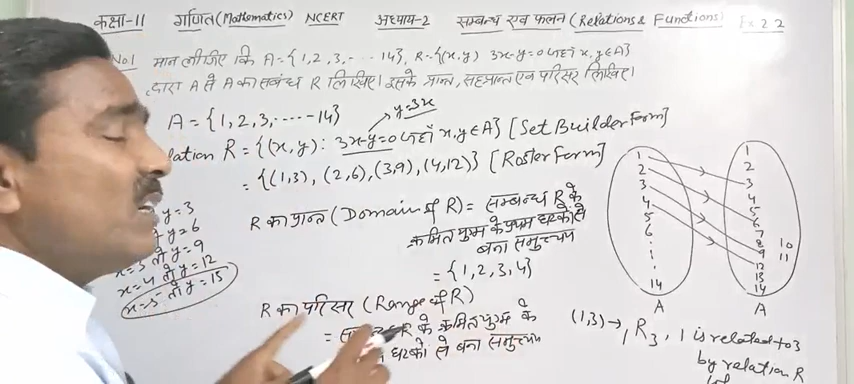 कक्षा-11 गणित (Mathematics) NCERT अध्याय-2 सम्बन्ध एवं फलन (Relations & Functions) Ex 2.2
No1 मान लीजिए कि A={1,2,3,----14}, R={(x,y) 3x-y=0 जहाँ x,y∈A}
द्वारा A से A का संबंध R लिखिए। इसके प्रान्त, सहप्रान्त एवं परिसर लिखिए।
A = {1,2,3,-----14}
y=3x
lation R = {(x,y): 3x-y=0 जहाँ x,y∈A} [Set Builder Form]
= {(1,3), (2,6), (3,9), (4,12)} [Roster Form]
y=3
y=6
x=3 तो y=9
x=4 तो y=12
x=5 तो y=15
R का प्रान्त (Domain of R) = सम्बन्ध R के
क्रमित युग्म के प्रथम घटकों से
बना समुच्चय
= {1,2,3,4}
R का परिसर (Range of R)
= R के क्रमित युग्म के
घटकों से बना समुच्चय
1
2
3
4
5
6
14
A
1
2
3
4
5
6
7
8 10
9 11
12
13
14
A
(1,3) → 1R3, 1 is related to 3
by relation R